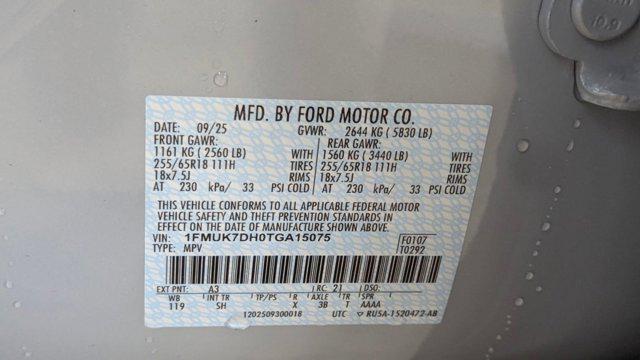 10.9
MFD. BY FORD MOTOR CO.
DATE: 09/25 GVWR: 2644 KG ( 5830 LB)
FRONT GAWR: REAR GAWR:
1161 KG ( 2560 LB) WITH 1560 KG ( 3440 LB) WITH
255/65R18 111H TIRES 255/65R18 111H TIRES
18x7.5J RIMS 18x7.5J RIMS
AT 230 kPa/ 33 PSI COLD AT 230 kPa/ 33 PSI COLD
THIS VEHICLE CONFORMS TO ALL APPLICABLE FEDERAL MOTOR
VEHICLE SAFETY AND THEFT PREVENTION STANDARDS IN
EFFECT ON THE DATE OF MANUFACTURE SHOWN ABOVE.
VIN: 1FMUK7DH0TGA15075 F0107
TYPE: MPV T0292
EXT PNT: A3 RC: 21 DSO:
WB INT TR TP/PS R AXLE TR SPR
119 SH X 3B T AAAA
1202509300018 UTC RU5A-1520472-AB